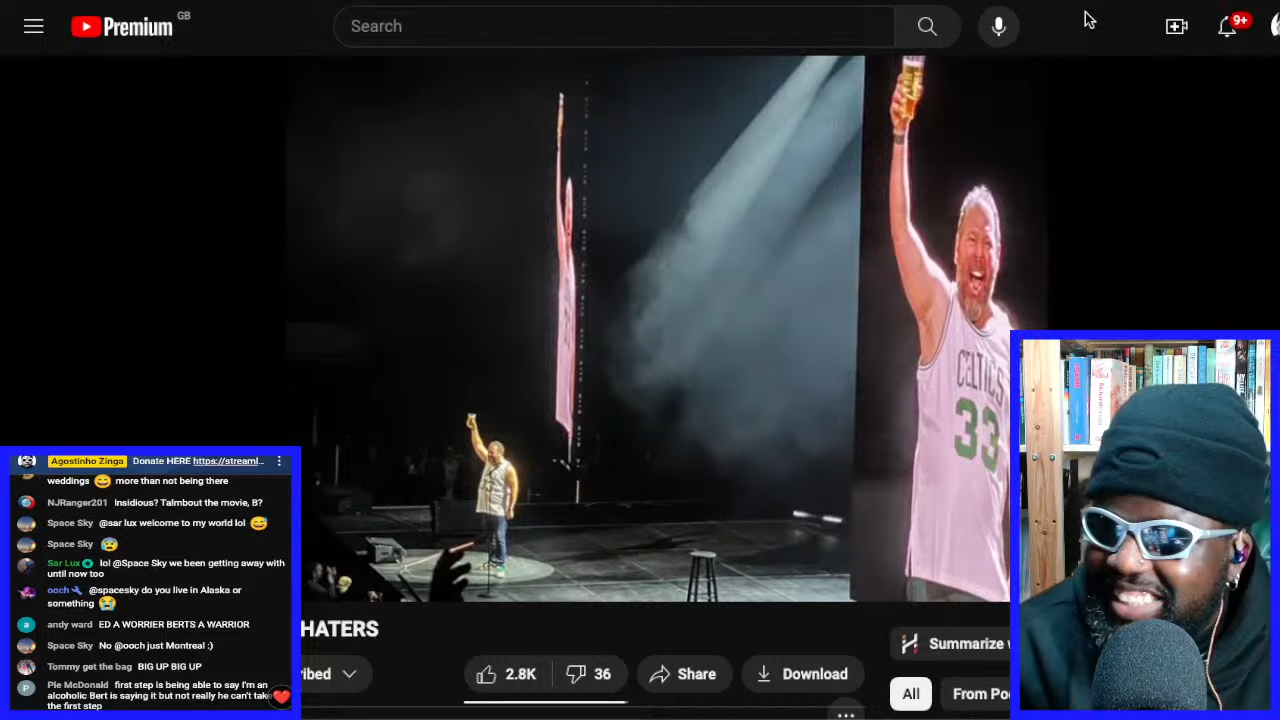 Premium GB
Search
9+
CELTICS
33
HATERS
Summarize
2.8K
36
Share
Download
All
Agostinho Zinga Donate HERE https://streaml...
weddings 😅 more than not being there
NJRanger201 Insidious? Talmbout the movie, B?
Space Sky @sar lux welcome to my world lol 😅
Space Sky 😰
Sar Lux lol @Space Sky we been getting away with
until now too
ooch @spacesky do you live in Alaska or
something 😭
andy ward ED A WORRIER BERTS A WARRIOR
Space Sky No @ooch just Montreal :)
Tommy get the bag BIG UP BIG UP
Pie McDonald first step is being able to say I'm an
alcoholic Bert is saying it but not really he can't take
the first step